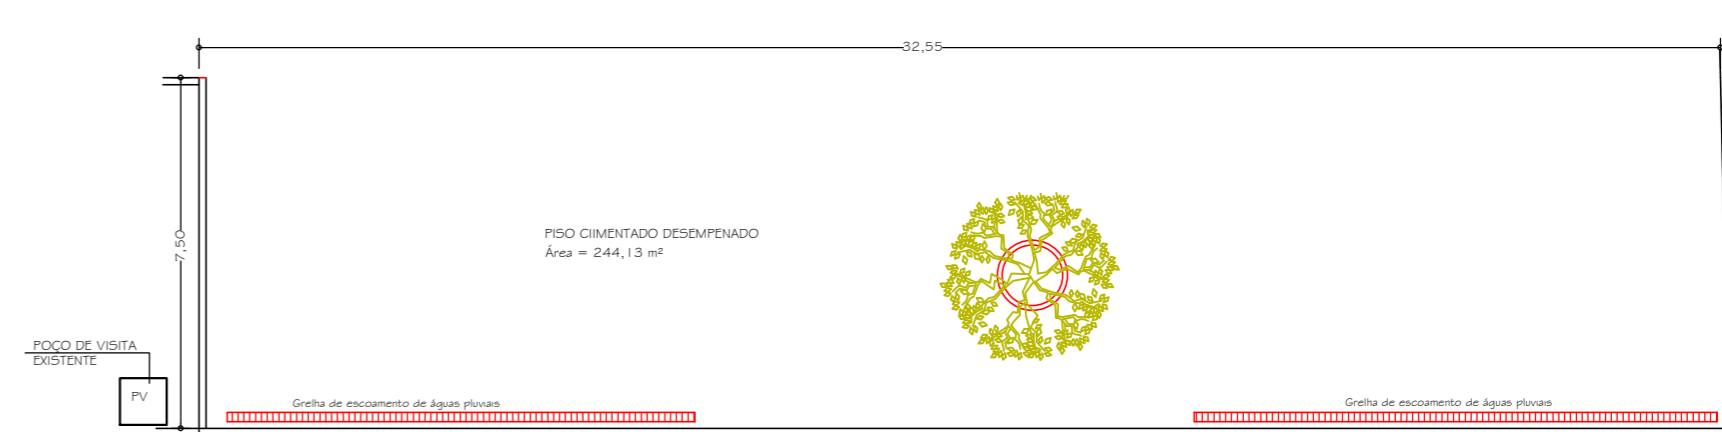 32,55
7,50
PISO CIIMENTADO DESEMPENADO
Área = 244,13 m²
POÇO DE VISITA
EXISTENTE
PV
Grelha de escoamento de águas pluviais
Grelha de escoamento de águas pluviais